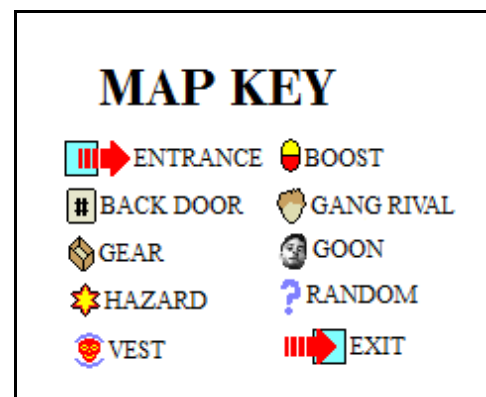 MAP KEY
ENTRANCE BOOST
# BACK DOOR GANG RIVAL
GEAR GOON
HAZARD ? RANDOM
VEST EXIT